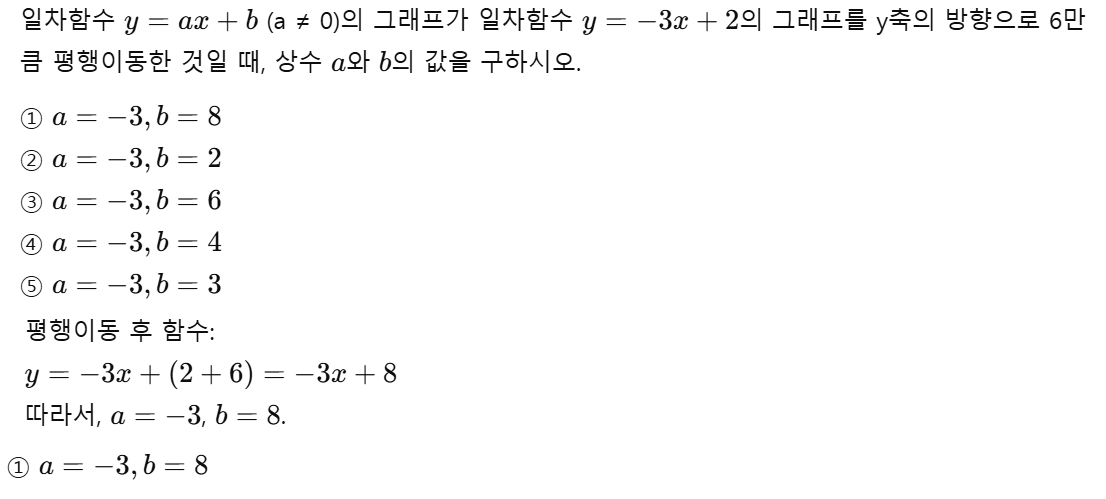 일차함수 y = ax + b (a ≠ 0)의 그래프가 일차함수 y = −3x + 2의 그래프를 y축의 방향으로 6만
큼 평행이동한 것일 때, 상수 a와 b의 값을 구하시오.
① a = −3, b = 8
② a = −3, b = 2
③ a = −3, b = 6
④ a = −3, b = 4
⑤ a = −3, b = 3
평행이동 후 함수:
y = −3x + (2 + 6) = −3x + 8
따라서, a = −3, b = 8.
① a = −3, b = 8